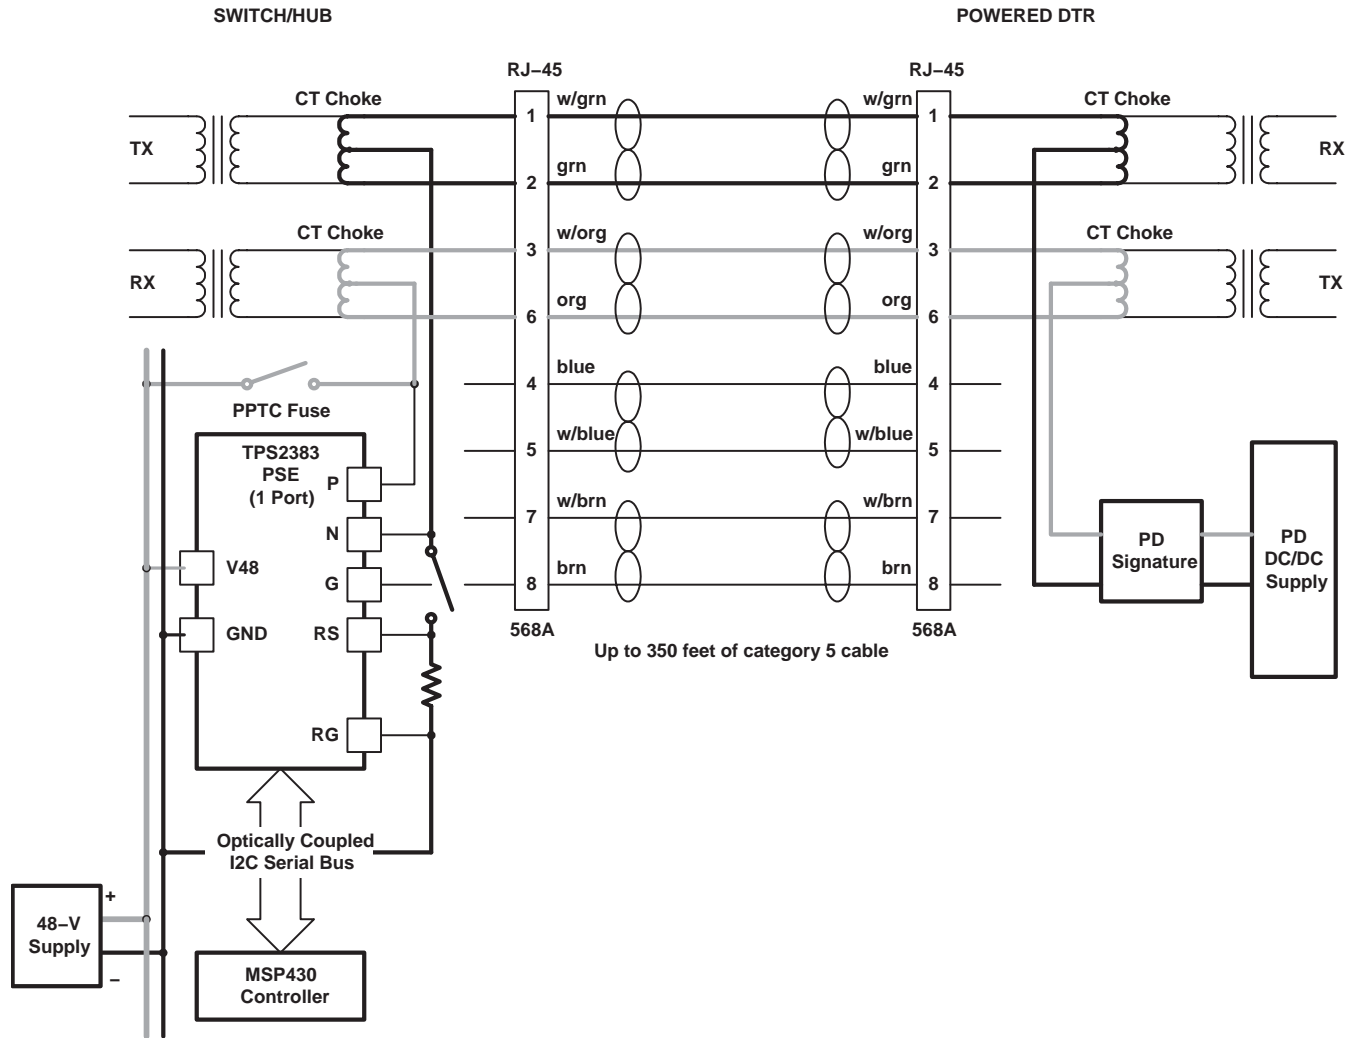 SWITCH/HUB
POWERED DTR
RJ−45
RJ−45
CT Choke
w/grn
w/grn
CT Choke
1
1
TX
RX
grn
grn
2
2
CT Choke
w/org
w/org
CT Choke
3
3
RX
TX
org
org
6
6
blue
blue
4
4
PPTC Fuse
w/blue
w/blue
5
5
TPS2383
PSE
(1 Port)
P
w/brn
w/brn
7
7
N
PD
Signature
PD
DC/DC
Supply
V48
G
brn
brn
8
8
GND
RS
568A
568A
Up to 350 feet of category 5 cable
RG
Optically Coupled
I2C Serial Bus
+
48−V
Supply
−
MSP430
Controller